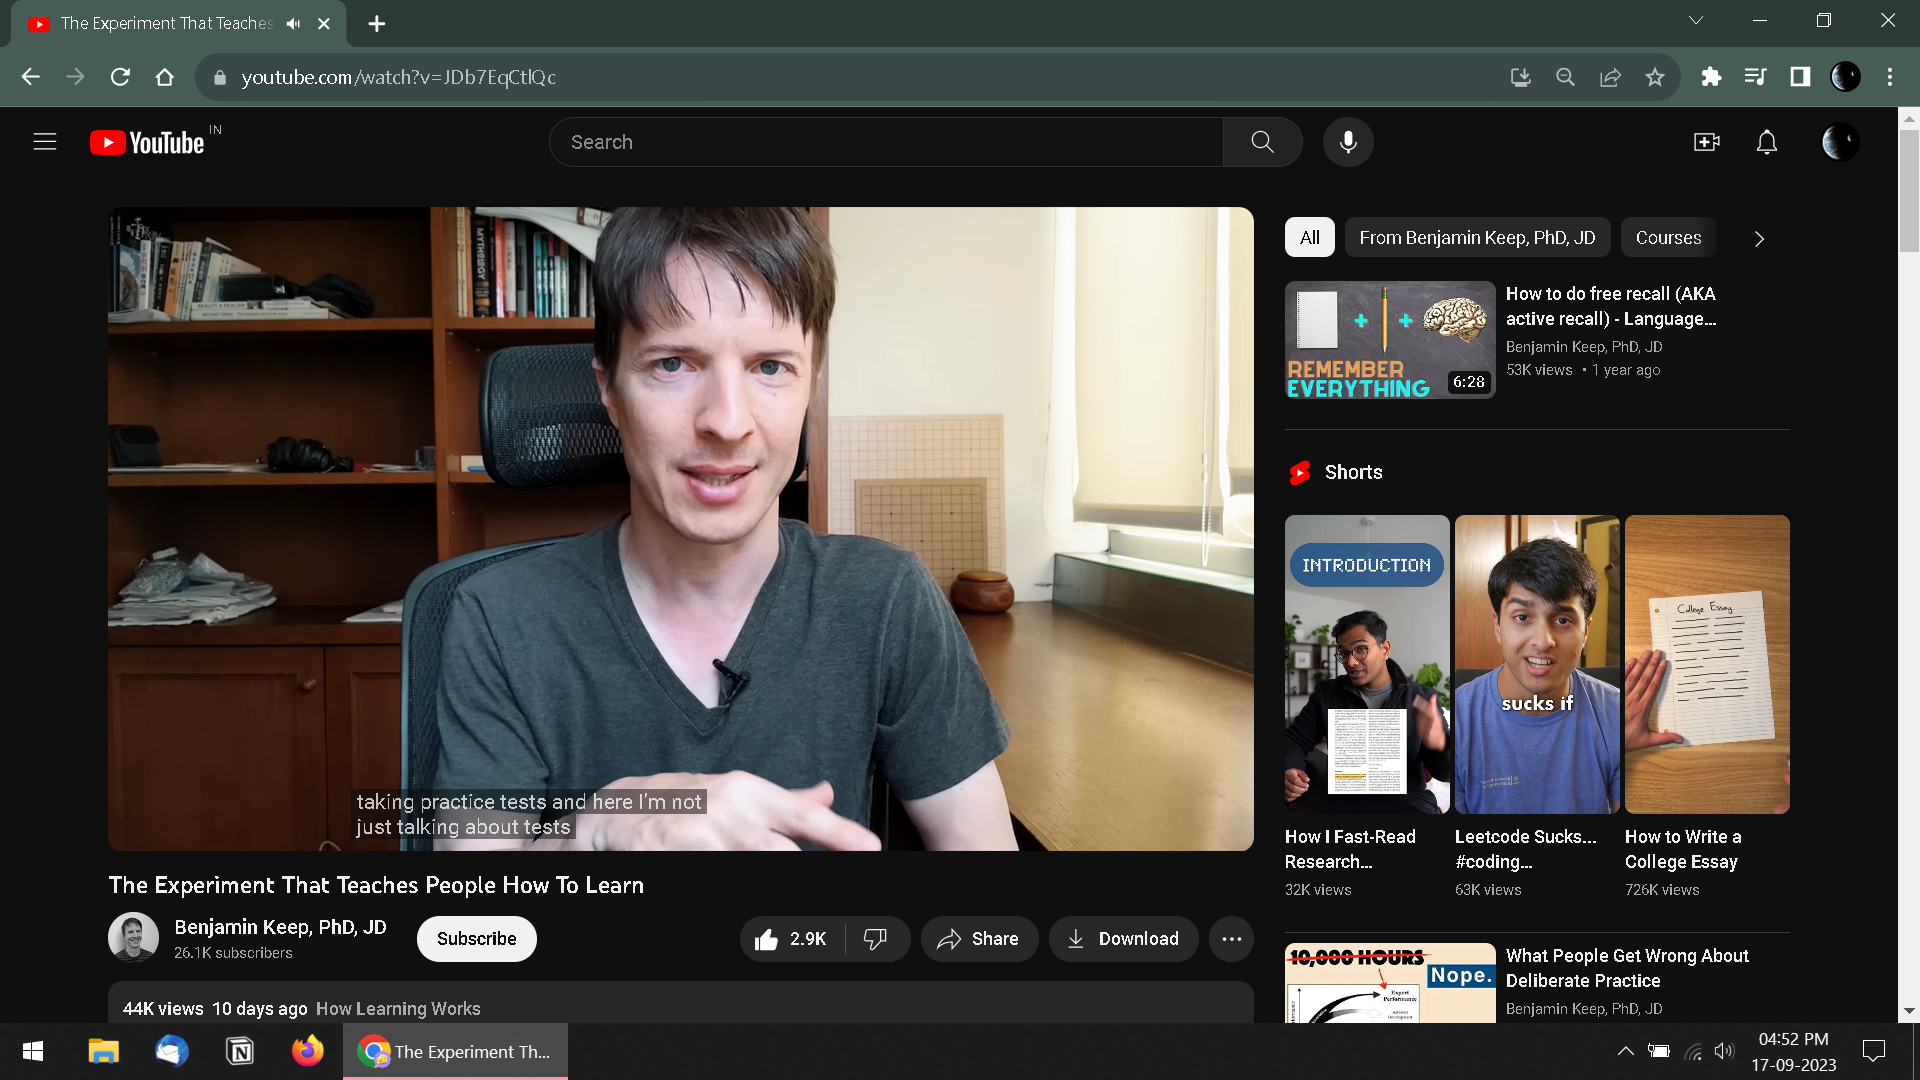 The Experiment That Teaches
youtube.com/watch?v=JDb7EqCtlQc
YouTube IN
Search
All
From Benjamin Keep, PhD, JD
Courses
MYTHOLOGY
taking practice tests and here I'm not
just talking about tests
The Experiment That Teaches People How To Learn
Benjamin Keep, PhD, JD
26.1K subscribers
Subscribe
2.9K
Share
Download
44K views 10 days ago How Learning Works
REMEMBER
EVERYTHING
6:28
How to do free recall (AKA
active recall) - Language...
Benjamin Keep, PhD, JD
53K views • 1 year ago
Shorts
INTRODUCTION
sucks if
College Essay
How I Fast-Read
Research...
32K views
Leetcode Sucks...
#coding...
63K views
How to Write a
College Essay
726K views
10,000 HOURS
Nope.
Expert
Performance
What People Get Wrong About
Deliberate Practice
Benjamin Keep, PhD, JD
The Experiment Th...
04:52 PM
17-09-2023